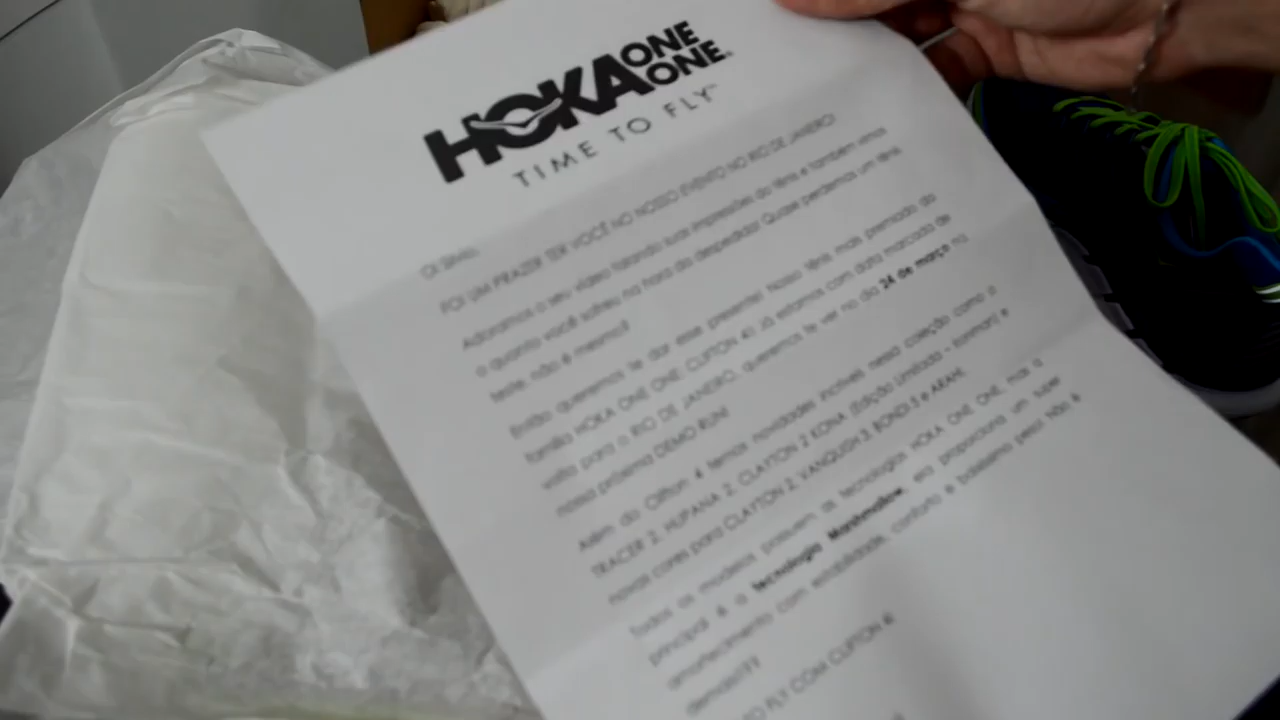 HOKA ONE ONE®
TIME TO FLY™
FOI UM PRAZER TER VOCÊ NO NOSSO EVENTO NO RIO DE JANEIRO!
Adoramos o seu vídeo falando suas impressões do tênis e também vimos
o quanto você sofreu na hora da despedida! Quase perdemos um tênis
teste, não é mesmo?
Então queremos te dar esse presente! Nosso tênis mais premiado da
família HOKA ONE ONE CLIFTON 4! Já estamos com data marcada de
volta para o RIO DE JANEIRO, queremos te ver no dia 24 de março no
nosso próximo DEMO RUN!
Além do Clifton 4 temos novidades incríveis nessa coleção como o
TRACER 2, HUPANA 2, CLAYTON 2 KONA (Edição Limitada - Ironman) e
novas cores para CLAYTON 2, VANQUISH 3, BONDI 5 e ARAHI.
Todos os modelos possuem as tecnologias HOKA ONE ONE, mas a
principal é a tecnologia Marshmallow, ela proporciona um super
amortecimento com estabilidade, conforto e baixíssimo peso! Não é
demais??
TO FLY COM CLIFTON 4!